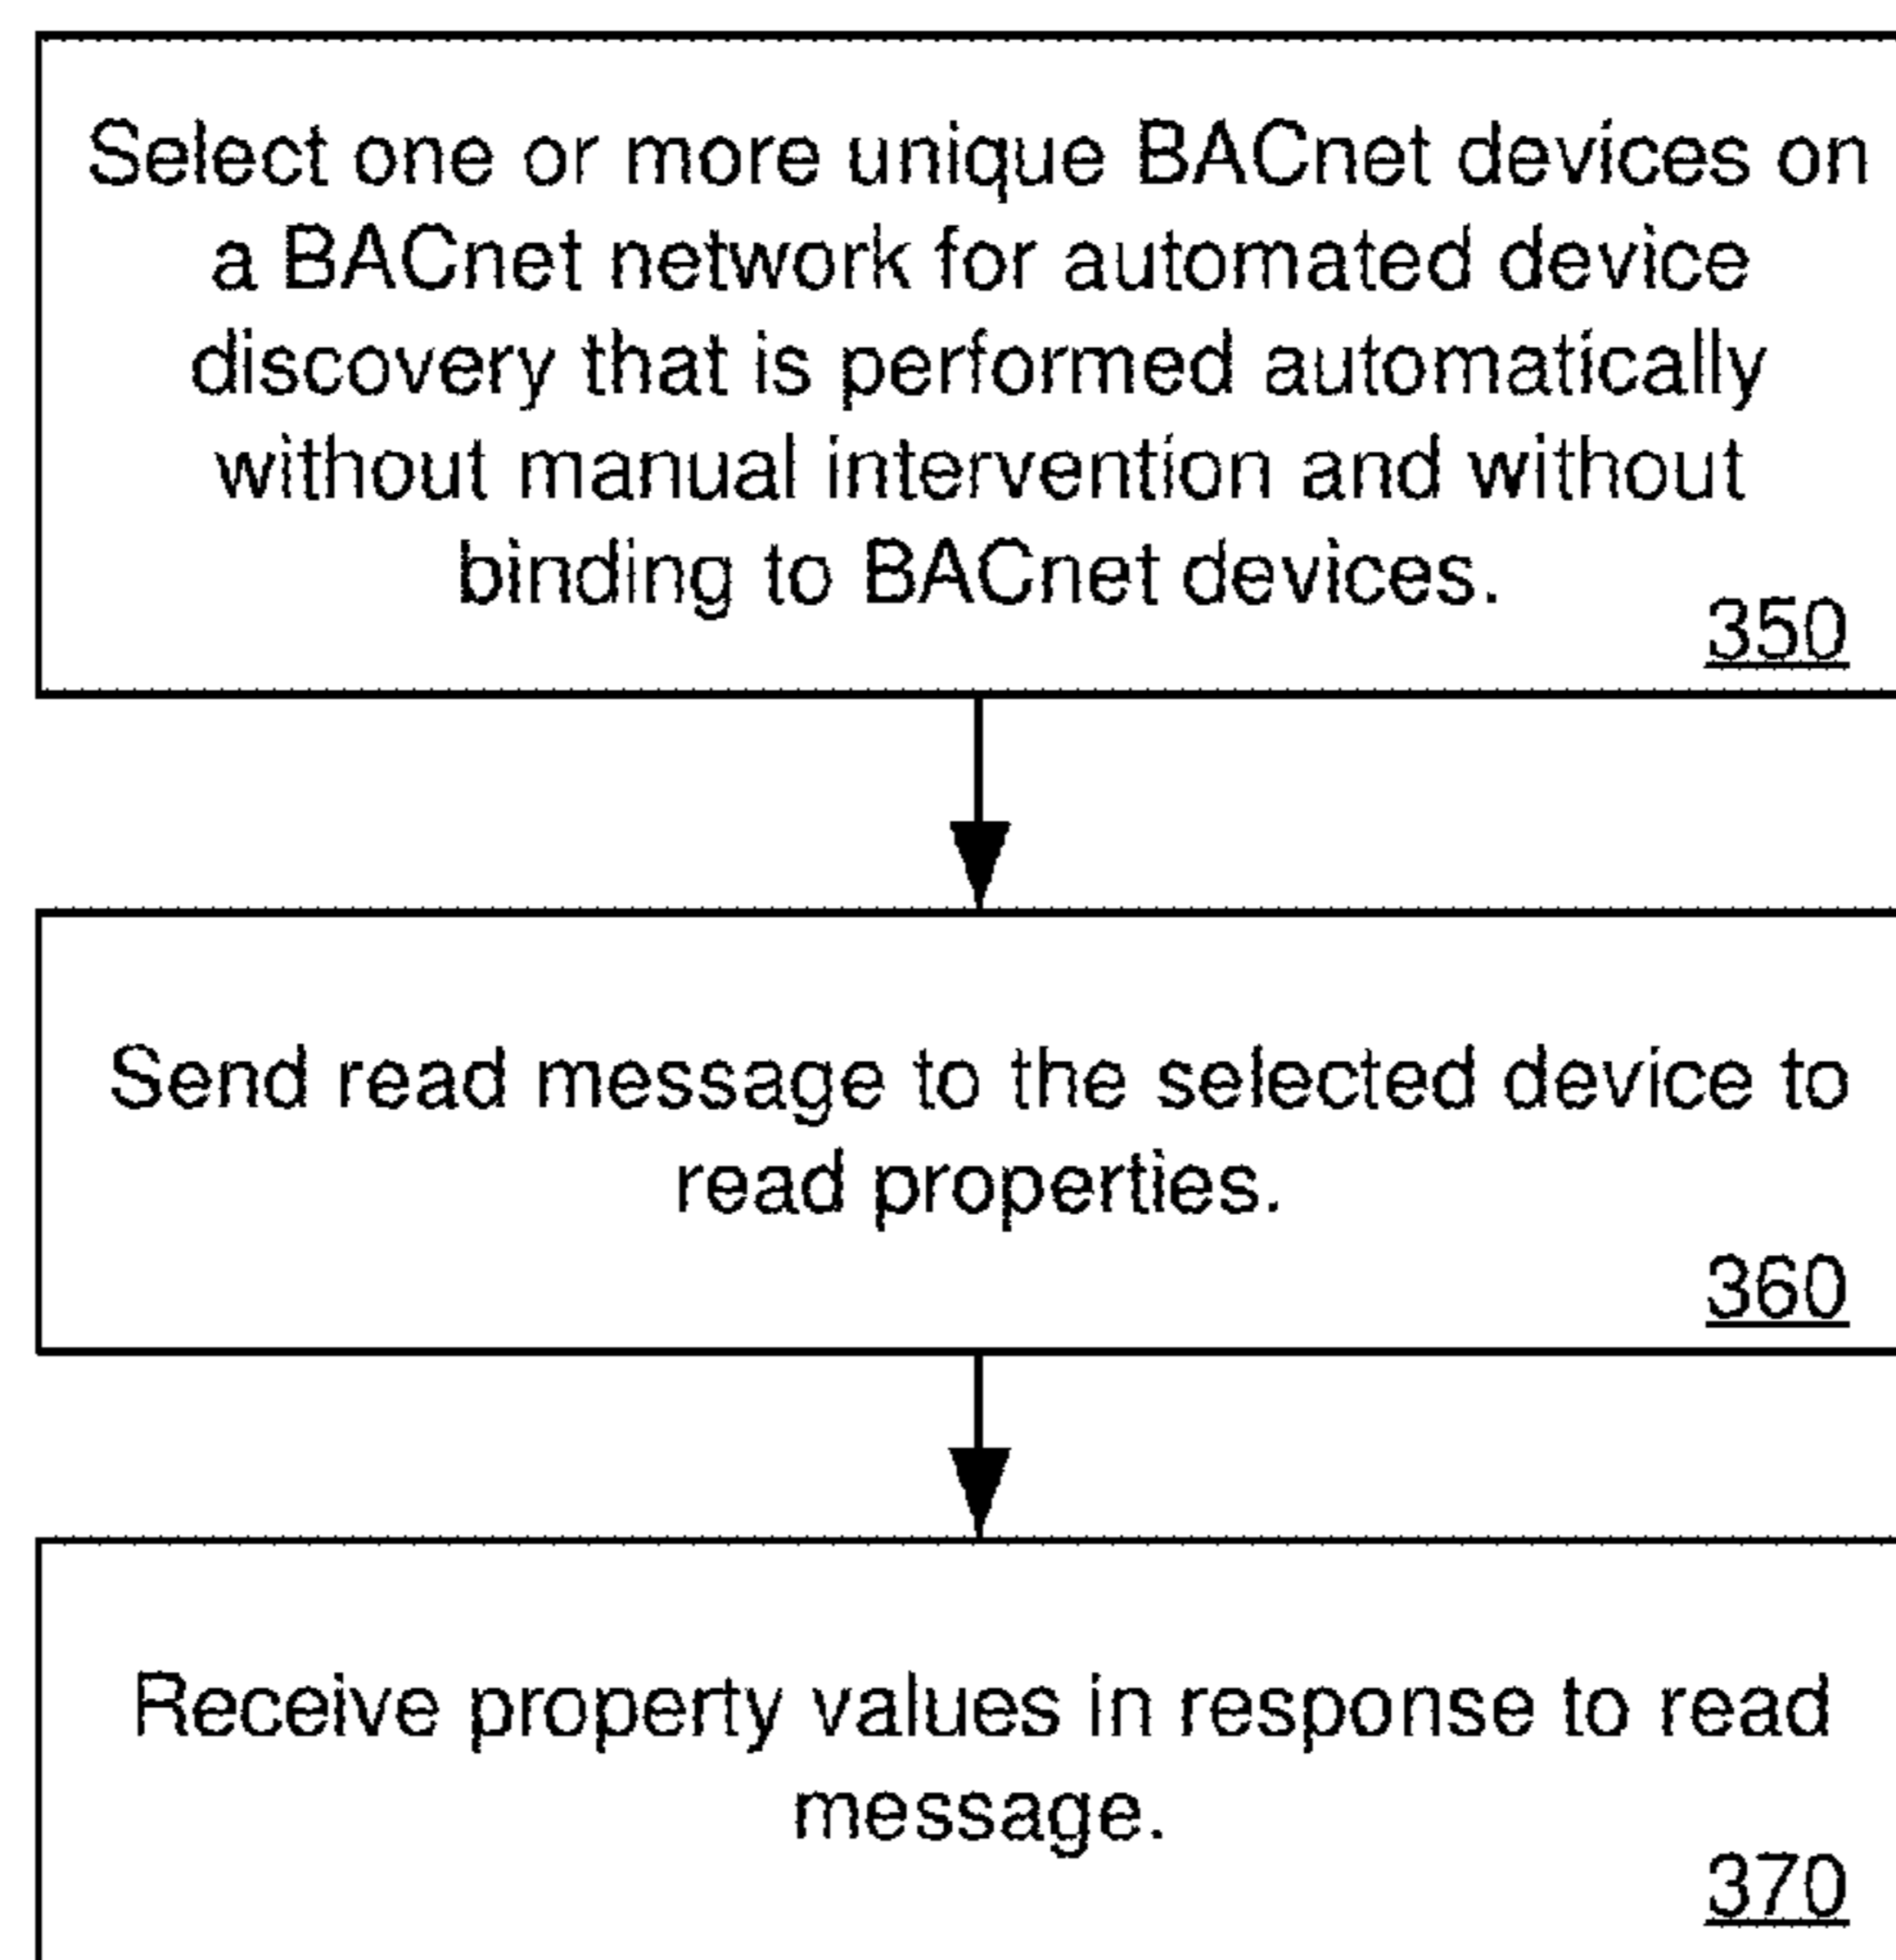 Select one or more unique BACnet devices on
a BACnet network for automated device
discovery that is performed automatically
without manual intervention and without
binding to BACnet devices.
350
Send read message to the selected device to
read properties.
360
Receive property values in response to read
message.
370